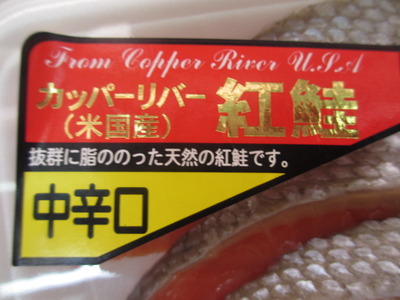 From Copper River U.S.A
カッパーリバー
(米国産)
紅鮭
抜群に脂ののった天然の紅鮭です。
中辛口